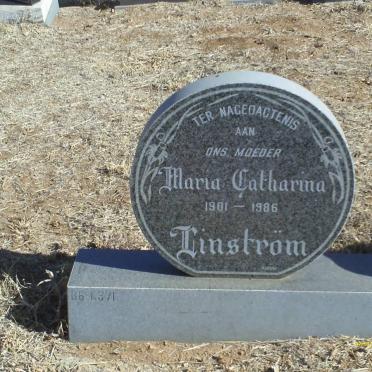 TER NAGEDAGTENIS
AAN
ONS MOEDER
Maria Catharina
1901 — 1986
Linström